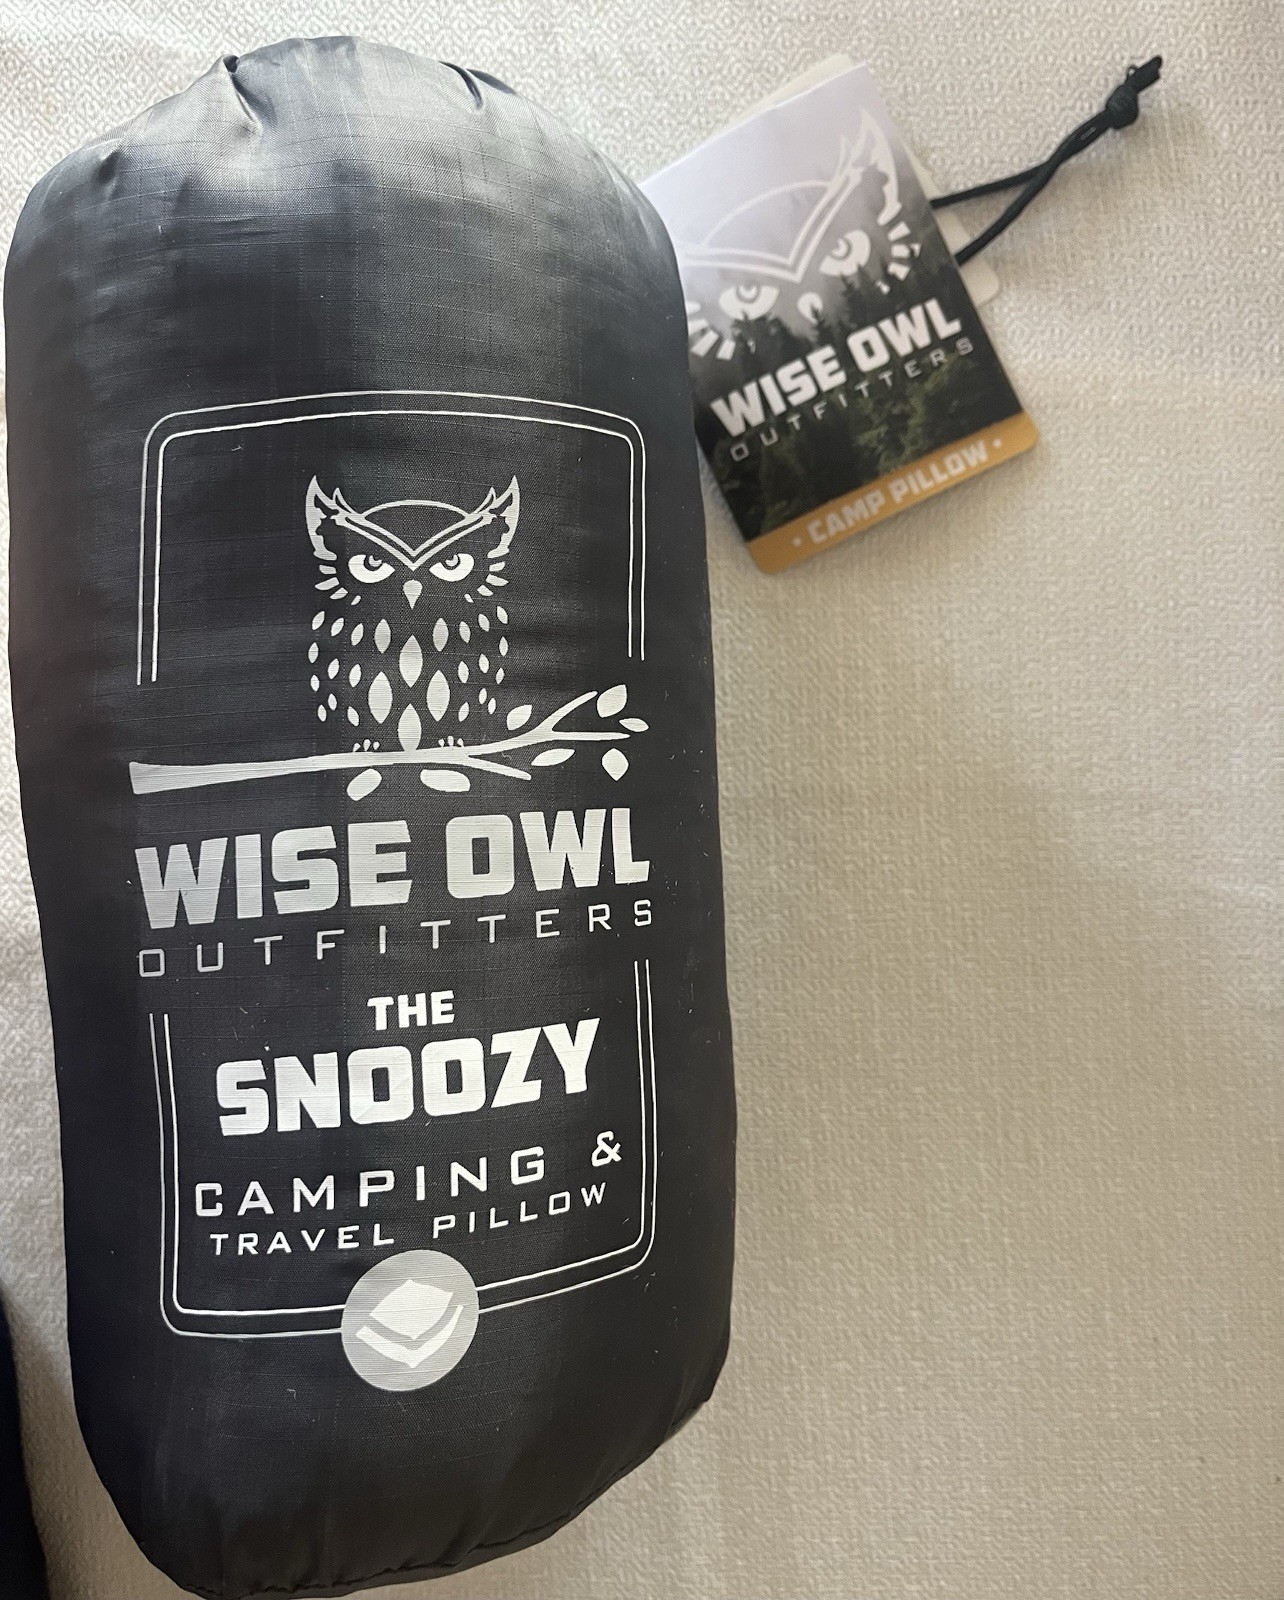 WISE OWL
OUTFITTERS
THE
SNOOZY
CAMPING &
TRAVEL PILLOW
WISE OWL
OUTFITTERS
• CAMP PILLOW •